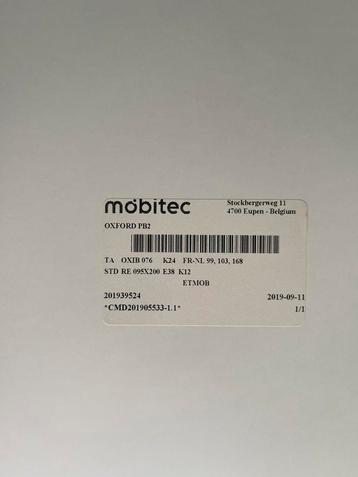 mobitec
Stockbergerweg 11
4700 Eupen - Belgium
OXFORD PB2
TA OXIB 076 K24 FR-NL 99, 103, 168
STD RE 095X200 E38 K12
ETMOB
201939524 2019-09-11
*CMD201905533-1.1* 1/1